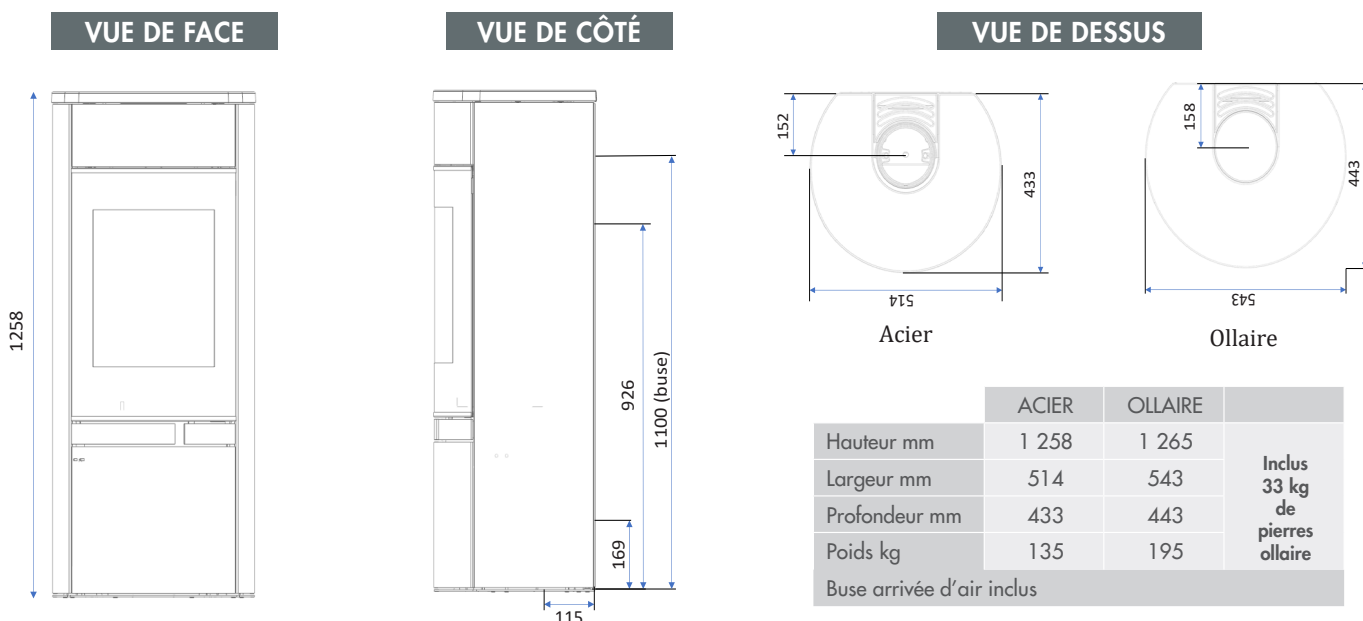 VUE DE FACE
VUE DE CÔTÉ
VUE DE DESSUS
1258
1100 (buse)
926
169
115
152
433
514
Acier
158
443
543
Ollaire
ACIER OLLAIRE
Hauteur mm 1 258 1 265
Largeur mm 514 543
Profondeur mm 433 443
Poids kg 135 195
Inclus
33 kg
de
pierres
ollaire
Buse arrivée d’air inclus